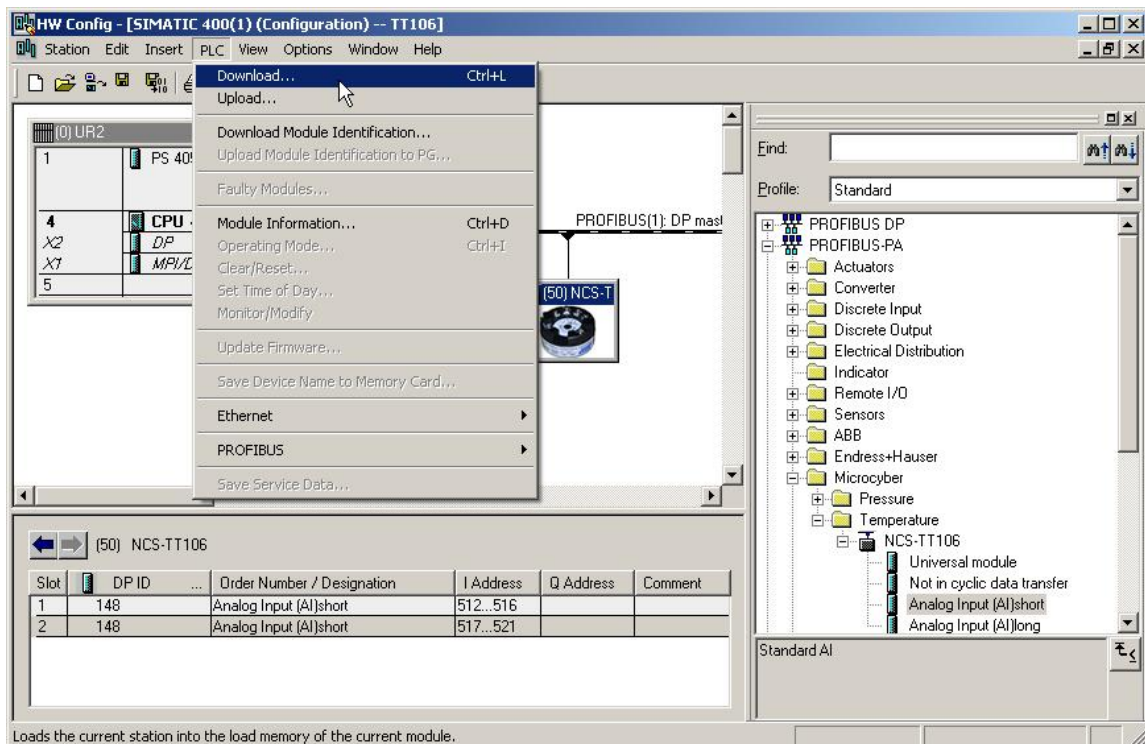 HW Config - [SIMATIC 400(1) (Configuration) -- TT106]
Station Edit Insert PLC View Options Window Help
Download... Ctrl+L
Upload...
Download Module Identification...
Upload Module Identification to PG...
Faulty Modules...
Module Information... Ctrl+D
Operating Mode... Ctrl+I
Clear/Reset...
Set Time of Day...
Monitor/Modify
Update Firmware...
Save Device Name to Memory Card...
Ethernet
PROFIBUS
Save Service Data...
(0) UR2
1 PS 40
4 CPU
X2 DP
X1 MPI/D
5
PROFIBUS(1): DP mast
(50) NCS-T
Find:
Profile: Standard
PROFIBUS DP
PROFIBUS-PA
Actuators
Converter
Discrete Input
Discrete Output
Electrical Distribution
Indicator
Remote I/O
Sensors
ABB
Endress+Hauser
Microcyber
Pressure
Temperature
NCS-TT106
Universal module
Not in cyclic data transfer
Analog Input (AI)short
Analog Input (AI)long
Standard AI
(50) NCS-TT106
Slot DP ID ... Order Number / Designation I Address Q Address Comment
1 148 Analog Input (AI)short 512...516
2 148 Analog Input (AI)short 517...521
Loads the current station into the load memory of the current module.